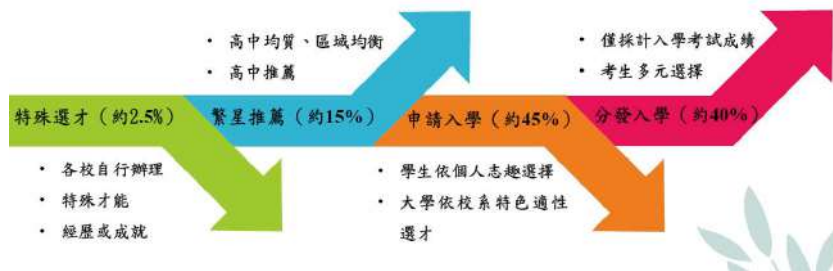 • 高中均質、區域均衡
• 高中推薦
• 僅採計入學考試成績
• 考生多元選擇
特殊選才（約2.5%）
繁星推薦（約15%）
申請入學（約45%）
分發入學（約40%）
• 各校自行辦理
• 特殊才能
• 經歷或成就
• 學生依個人志趣選擇
• 大學依校系特色適性
選才